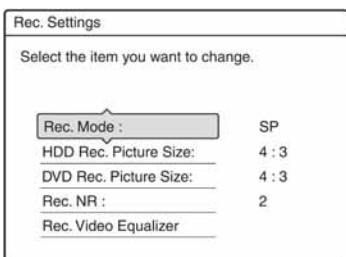 Rec. Settings
Select the item you want to change.
Rec. Mode : SP
HDD Rec. Picture Size: 4 : 3
DVD Rec. Picture Size: 4 : 3
Rec. NR : 2
Rec. Video Equalizer